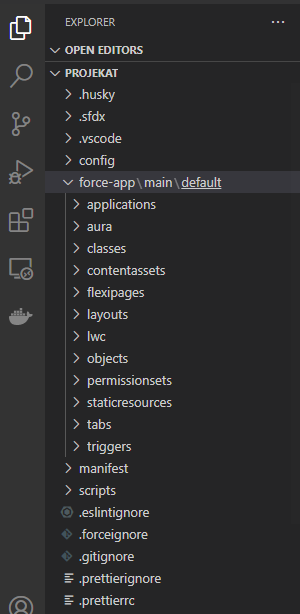 EXPLORER
OPEN EDITORS
PROJEKAT
.husky
.sfdx
.vscode
config
force-app\main\default
applications
aura
classes
contentassets
flexipages
layouts
lwc
objects
permissionsets
staticresources
tabs
triggers
manifest
scripts
.eslintignore
.forceignore
.gitignore
.prettierignore
.prettierrc